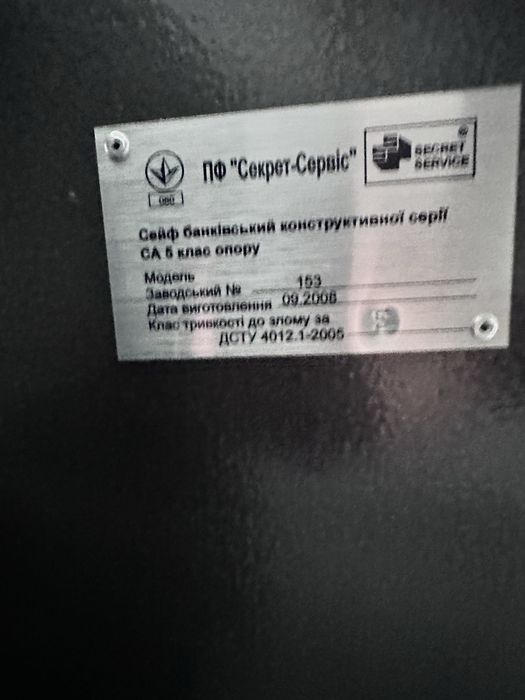 ПФ "Секрет-Сервіс"
SECRET
SERVICE
®
Сейф банківський конструктивної серії
СА 5 клас опору
Модель
Заводський № 153
Дата виготовлення 09.2006
Клас тривкості до злому за
ДСТУ 4012.1-2005